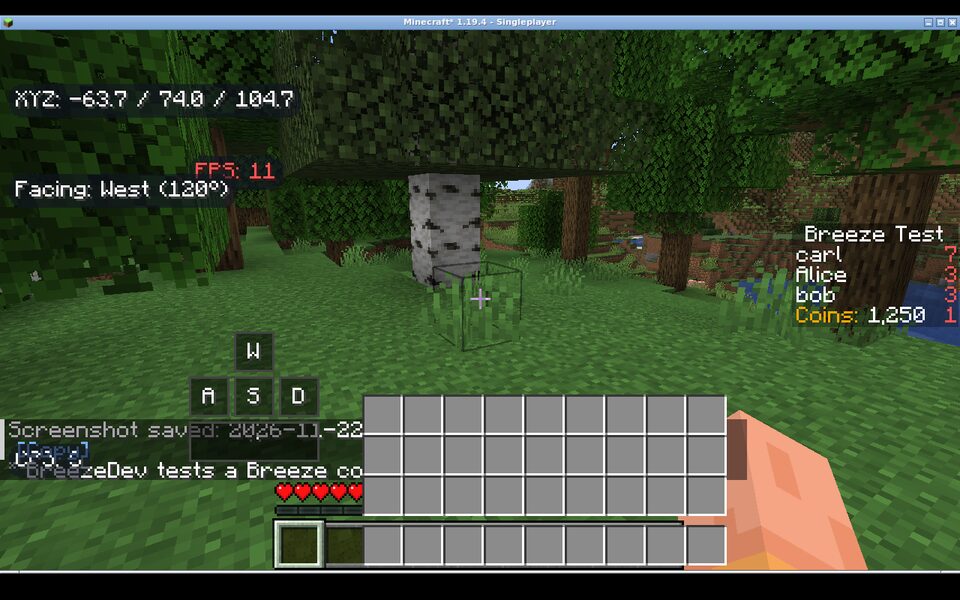 Minecraft* 1.19.4 - Singleplayer
XYZ: -63.7 / 74.0 / 104.7
FPS: 11
Facing: West (120°)
Breeze Test
carl 7
Alice 3
bob 3
Coins: 1,250 1
W
A S D
Screenshot saved: 2026-11-22
[Copy]
* BreezeDev tests a Breeze co